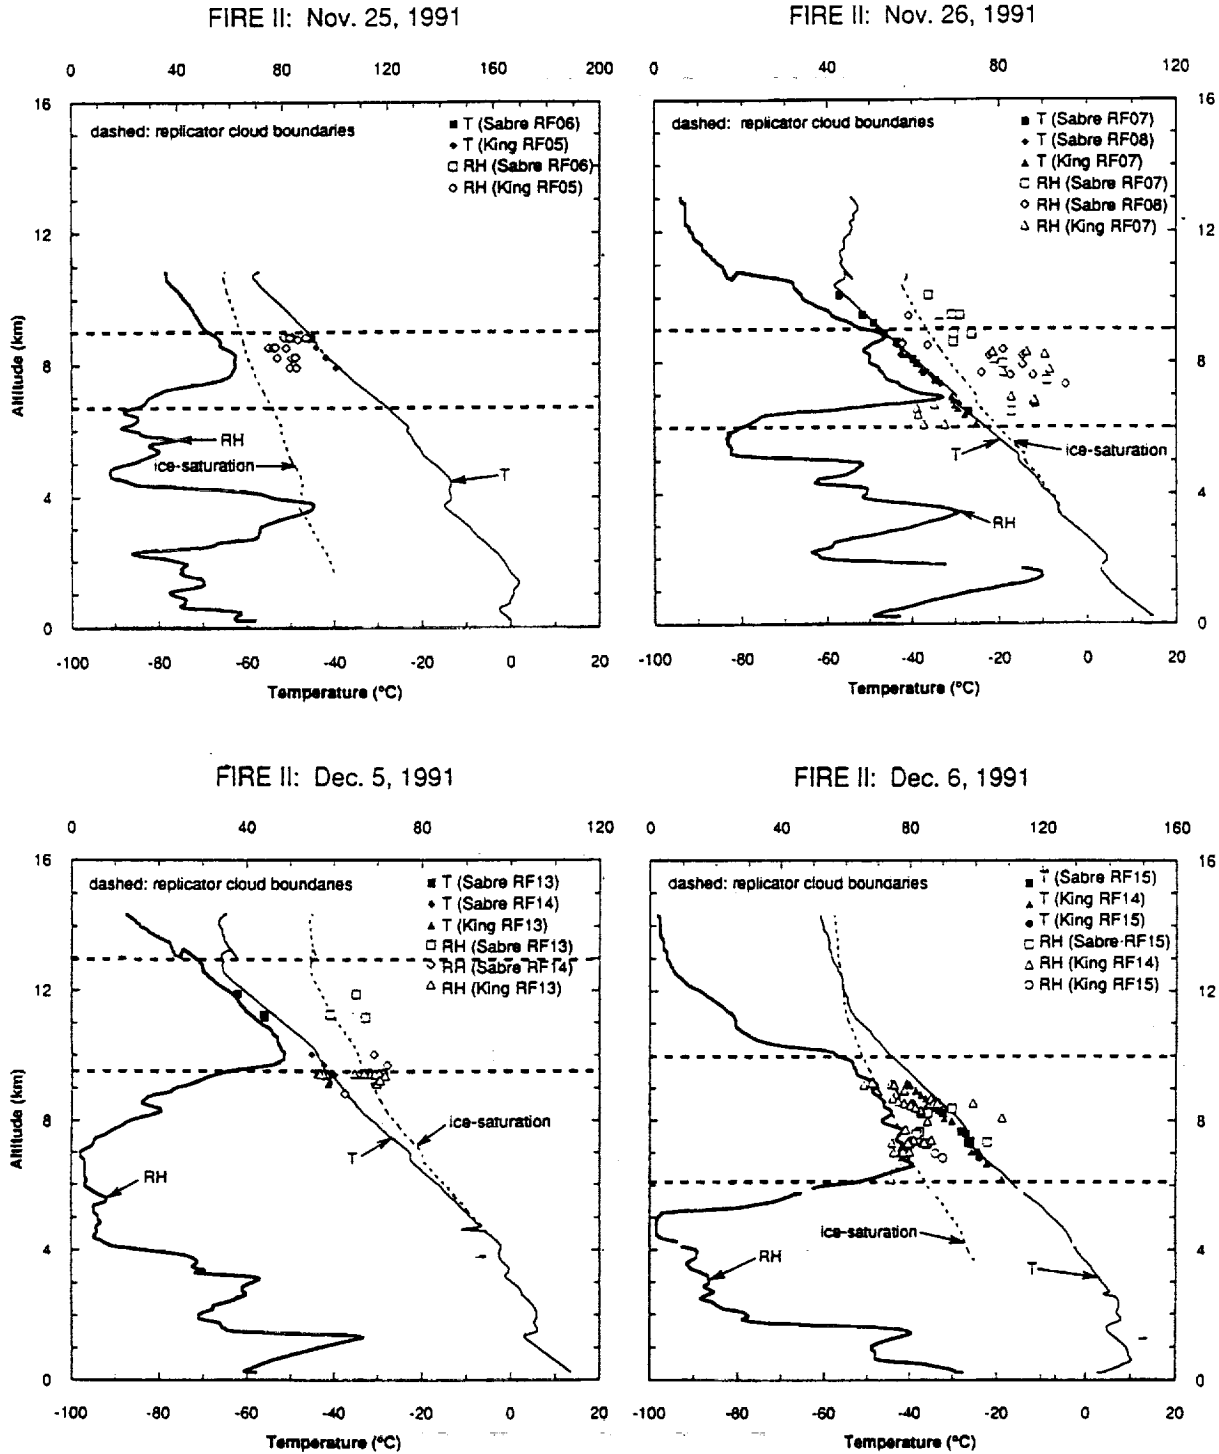 FIRE II: Nov. 25, 1991
0 40 80 120 160 200
16
12
8
4
0
Altitude (km)
dashed: replicator cloud boundaries
T (Sabre RF06)
T (King RF05)
RH (Sabre RF06)
RH (King RF05)
RH
ice-saturation
T
-100 -80 -60 -40 -20 0 20
Temperature (°C)
FIRE II: Nov. 26, 1991
0 40 80 120
dashed: replicator cloud boundaries
T (Sabre RF07)
T (Sabre RF08)
T (King RF07)
RH (Sabre RF07)
RH (Sabre RF08)
RH (King RF07)
16
12
8
4
0
T
ice-saturation
RH
-100 -80 -60 -40 -20 0 20
Temperature (°C)
FIRE II: Dec. 5, 1991
0 40 80 120
16
12
8
4
0
Altitude (km)
dashed: replicator cloud boundaries
T (Sabre RF13)
T (Sabre RF14)
T (King RF13)
RH (Sabre RF13)
RH (Sabre RF14)
RH (King RF13)
ice-saturation
T
RH
-100 -80 -60 -40 -20 0 20
Temperature (°C)
FIRE II: Dec. 6, 1991
0 40 80 120 160
dashed: replicator cloud boundaries
T (Sabre RF15)
T (King RF14)
T (King RF15)
RH (Sabre RF15)
RH (King RF14)
RH (King RF15)
16
12
8
4
0
ice-saturation
RH
T
-100 -80 -60 -40 -20 0 20
Temperature (°C)